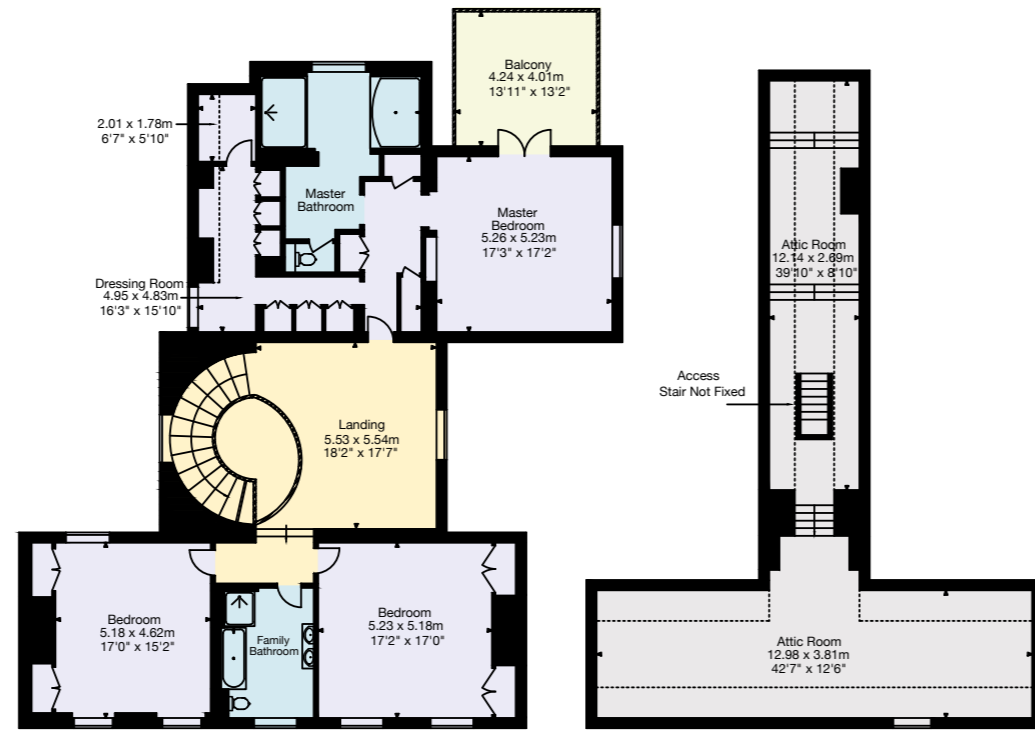 Balcony
4.24 x 4.01m
13'11" x 13'2"
2.01 x 1.78m
6'7" x 5'10"
Master
Bathroom
Master
Bedroom
5.26 x 5.23m
17'3" x 17'2"
Dressing Room
4.95 x 4.83m
16'3" x 15'10"
Landing
5.53 x 5.54m
18'2" x 17'7"
Bedroom
5.18 x 4.62m
17'0" x 15'2"
Family
Bathroom
Bedroom
5.23 x 5.18m
17'2" x 17'0"
Attic Room
12.14 x 2.69m
39'10" x 8'10"
Access
Stair Not Fixed
Attic Room
12.98 x 3.81m
42'7" x 12'6"